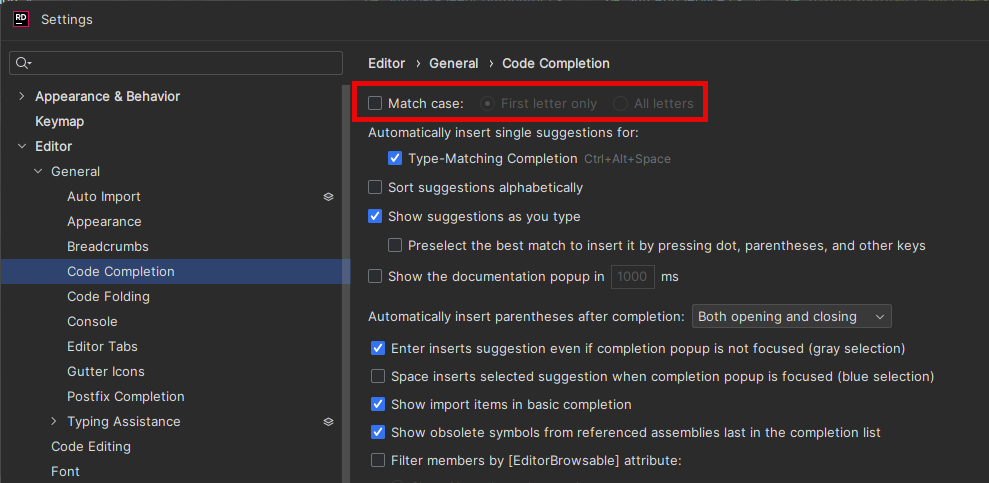 RD
Settings
Appearance & Behavior
Keymap
Editor
General
Auto Import
Appearance
Breadcrumbs
Code Completion
Code Folding
Console
Editor Tabs
Gutter Icons
Postfix Completion
Typing Assistance
Code Editing
Font
Editor › General › Code Completion
Match case: First letter only All letters
Automatically insert single suggestions for:
Type-Matching Completion Ctrl+Alt+Space
Sort suggestions alphabetically
Show suggestions as you type
Preselect the best match to insert it by pressing dot, parentheses, and other keys
Show the documentation popup in 1000 ms
Automatically insert parentheses after completion: Both opening and closing
Enter inserts suggestion even if completion popup is not focused (gray selection)
Space inserts selected suggestion when completion popup is focused (blue selection)
Show import items in basic completion
Show obsolete symbols from referenced assemblies last in the completion list
Filter members by [EditorBrowsable] attribute: